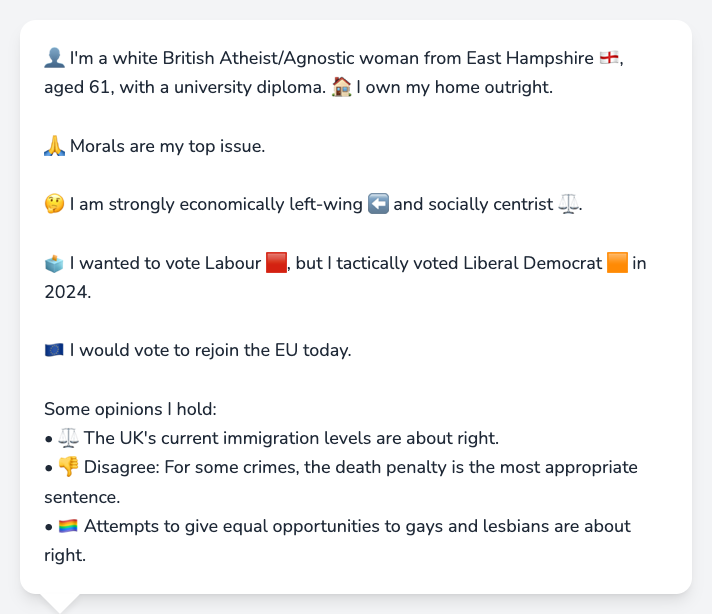 👤 I'm a white British Atheist/Agnostic woman from East Hampshire 🏴󠁧󠁢󠁥󠁮󠁧󠁿,
aged 61, with a university diploma. 🏠 I own my home outright.
🙏 Morals are my top issue.
🤔 I am strongly economically left-wing ⬅️ and socially centrist ⚖️.
🗳️ I wanted to vote Labour 🟥, but I tactically voted Liberal Democrat 🟧 in
2024.
🇪🇺 I would vote to rejoin the EU today.
Some opinions I hold:
• ⚖️ The UK's current immigration levels are about right.
• 👎 Disagree: For some crimes, the death penalty is the most appropriate
sentence.
• 🏳️‍🌈 Attempts to give equal opportunities to gays and lesbians are about
right.